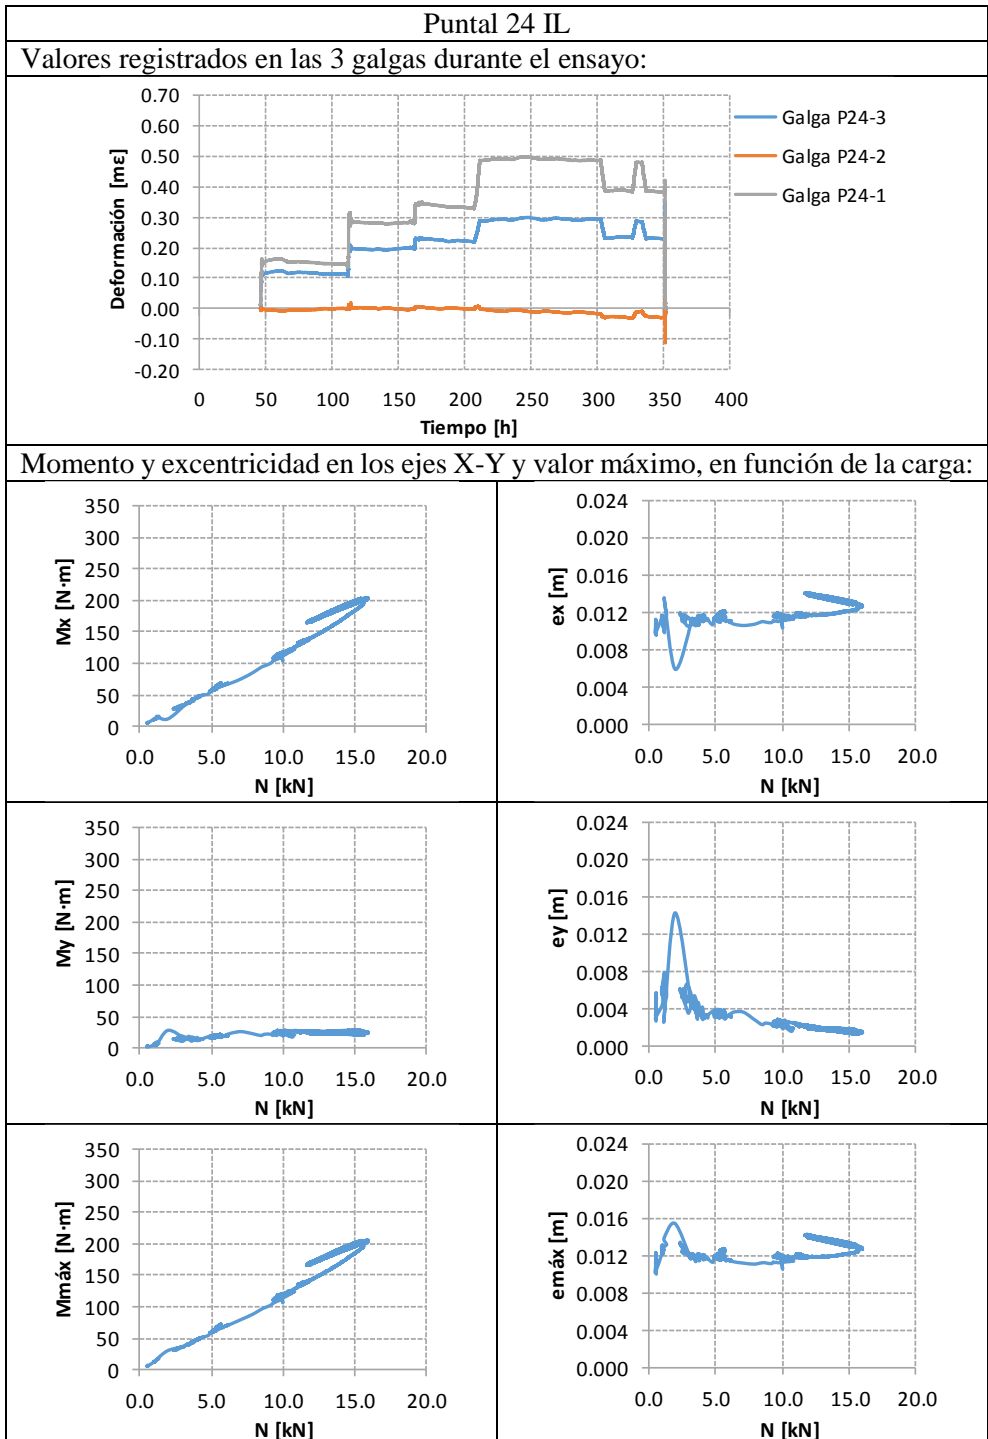 Puntal 24 IL
Valores registrados en las 3 galgas durante el ensayo:
Deformación [mε]
0.70
0.60
0.50
0.40
0.30
0.20
0.10
0.00
-0.10
-0.20
0 50 100 150 200 250 300 350 400
Tiempo [h]
Galga P24-3
Galga P24-2
Galga P24-1
Momento y excentricidad en los ejes X-Y y valor máximo, en función de la carga:
Mx [N·m]
350
300
250
200
150
100
50
0
0.0 5.0 10.0 15.0 20.0
N [kN]
ex [m]
0.024
0.020
0.016
0.012
0.008
0.004
0.000
0.0 5.0 10.0 15.0 20.0
N [kN]
My [N·m]
350
300
250
200
150
100
50
0
0.0 5.0 10.0 15.0 20.0
N [kN]
ey [m]
0.024
0.020
0.016
0.012
0.008
0.004
0.000
0.0 5.0 10.0 15.0 20.0
N [kN]
Mmáx [N·m]
350
300
250
200
150
100
50
0
0.0 5.0 10.0 15.0 20.0
N [kN]
emáx [m]
0.024
0.020
0.016
0.012
0.008
0.004
0.000
0.0 5.0 10.0 15.0 20.0
N [kN]